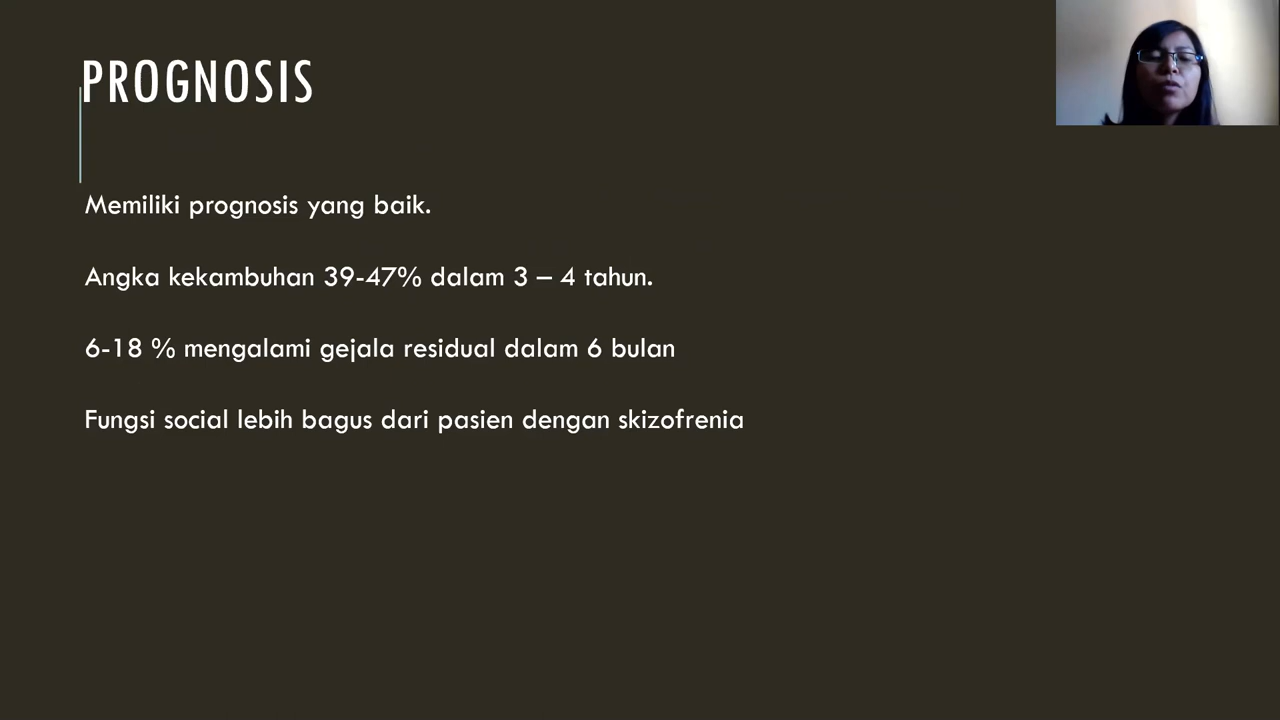 PROGNOSIS
Memiliki prognosis yang baik.
Angka kekambuhan 39-47% dalam 3 – 4 tahun.
6-18 % mengalami gejala residual dalam 6 bulan
Fungsi social lebih bagus dari pasien dengan skizofrenia